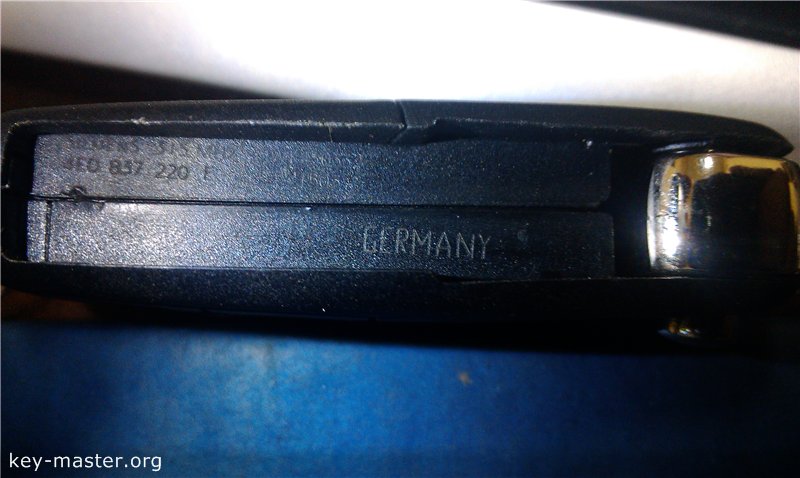 4E0 837 220 F
GERMANY
key-master.org